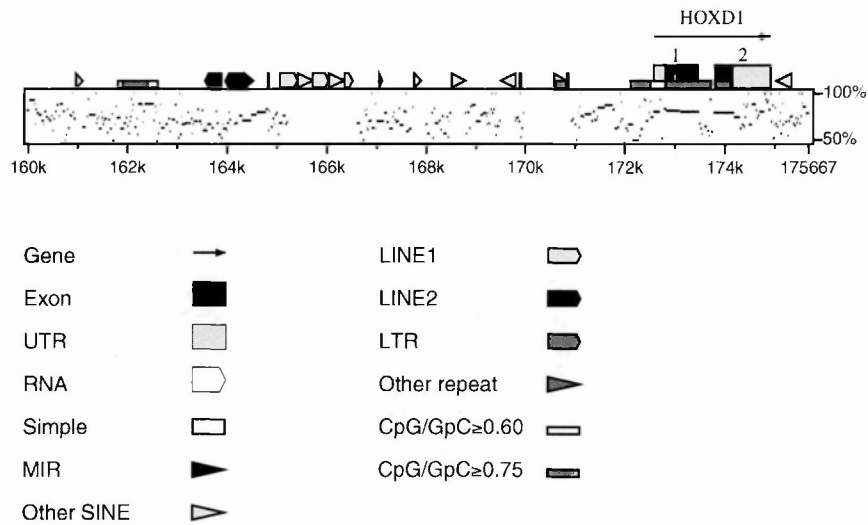 HOXD1
1 2
100%
50%
160k 162k 164k 166k 168k 170k 172k 174k 175667
Gene LINE1
Exon LINE2
UTR LTR
RNA Other repeat
Simple CpG/GpC≥0.60
MIR CpG/GpC≥0.75
Other SINE